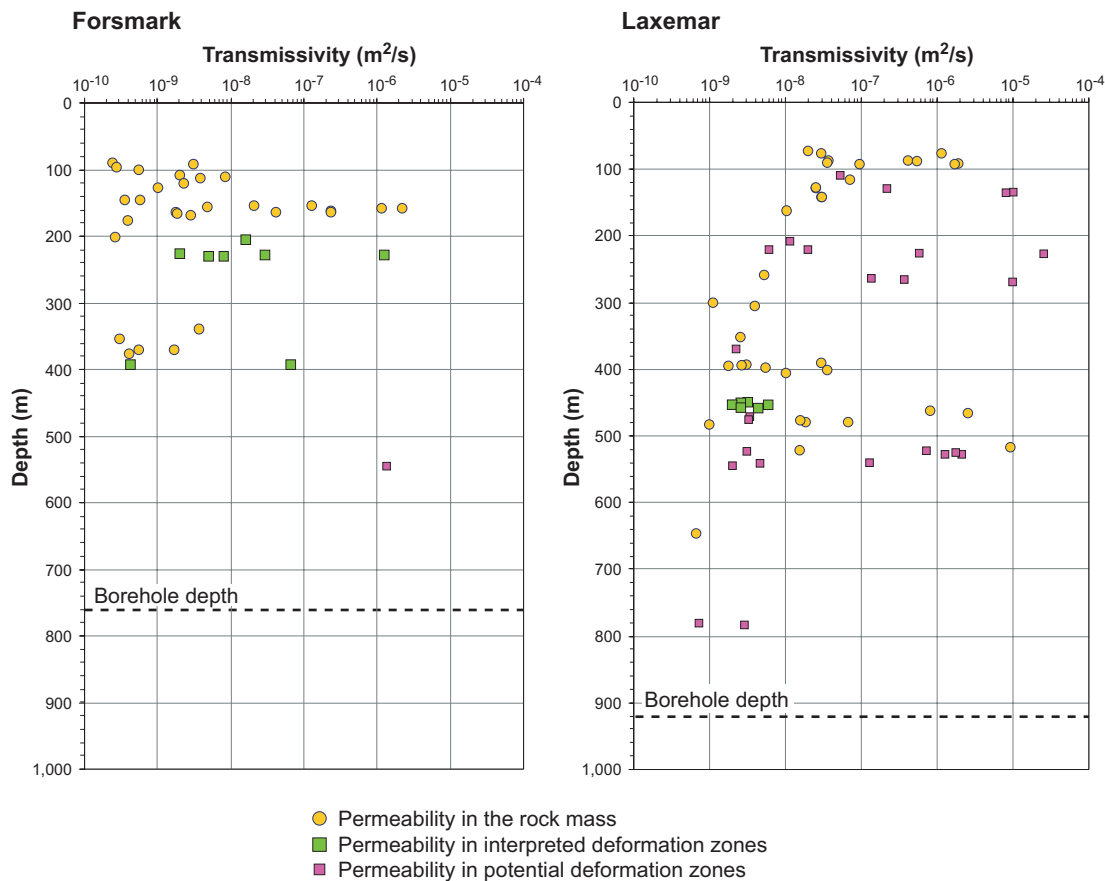 Forsmark
Transmissivity (m²/s)
10⁻¹⁰ 10⁻⁹ 10⁻⁸ 10⁻⁷ 10⁻⁶ 10⁻⁵ 10⁻⁴
0
100
200
300
400
500
600
700
800
900
1,000
Depth (m)
Borehole depth
Laxemar
Transmissivity (m²/s)
10⁻¹⁰ 10⁻⁹ 10⁻⁸ 10⁻⁷ 10⁻⁶ 10⁻⁵ 10⁻⁴
0
100
200
300
400
500
600
700
800
900
1,000
Depth (m)
Borehole depth
Permeability in the rock mass
Permeability in interpreted deformation zones
Permeability in potential deformation zones